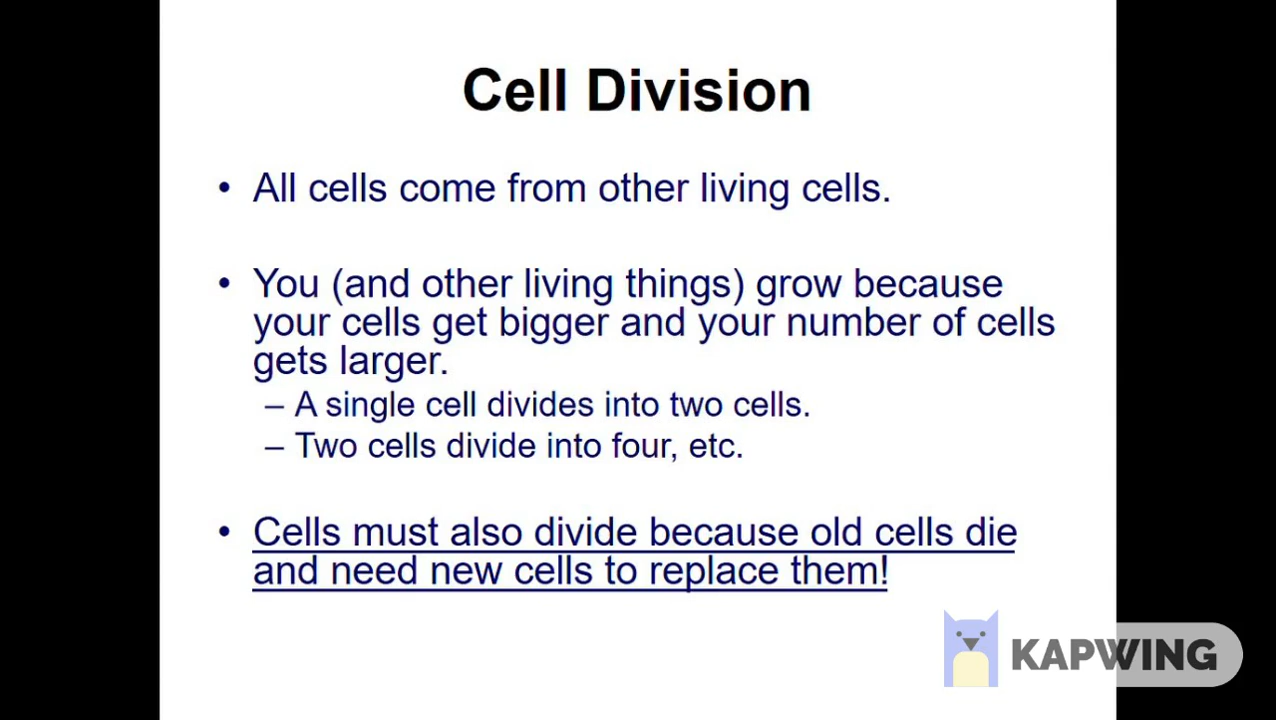 Cell Division
• All cells come from other living cells.
• You (and other living things) grow because
your cells get bigger and your number of cells
gets larger.
– A single cell divides into two cells.
– Two cells divide into four, etc.
• Cells must also divide because old cells die
and need new cells to replace them!
KAPWING